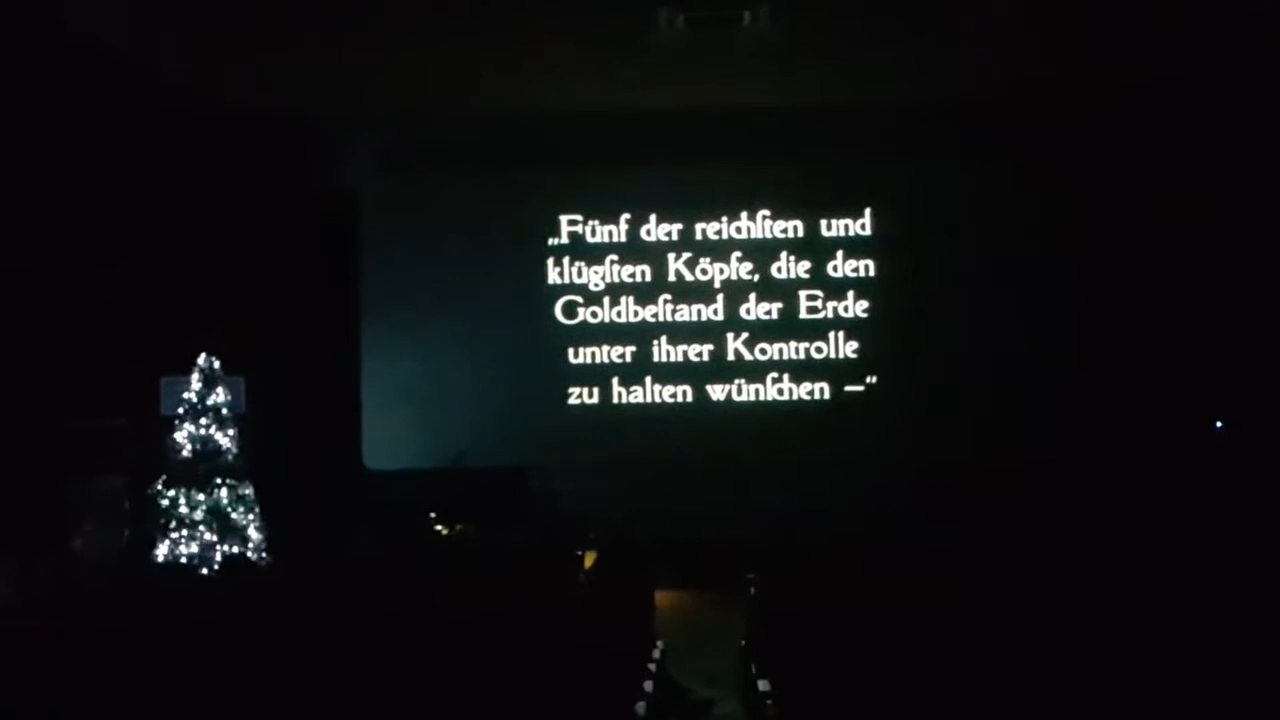 „Fünf der reichſten und
klügſten Köpfe, die den
Goldbeſtand der Erde
unter ihrer Kontrolle
zu halten wünſchen —“